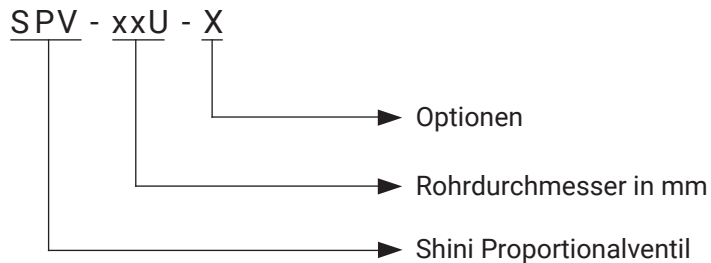 SPV - xxU - X
Optionen
Rohrdurchmesser in mm
Shini Proportionalventil